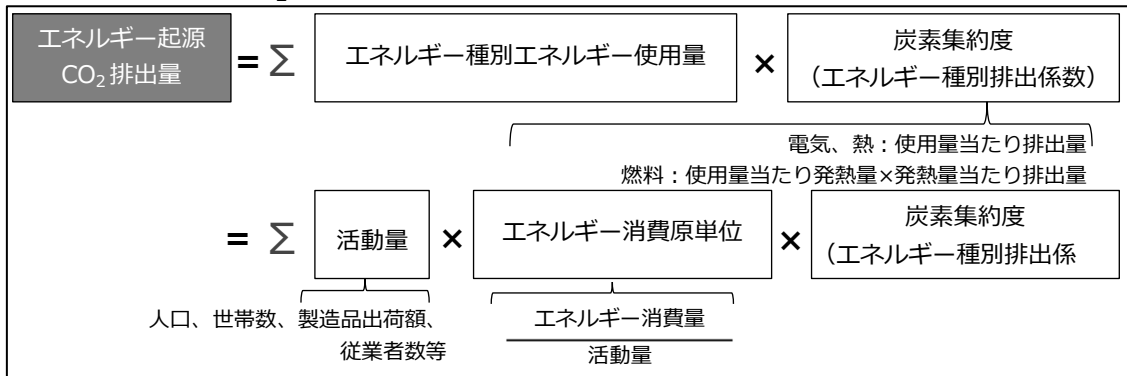 エネルギー起源
CO₂排出量
= Σ
エネルギー種別エネルギー使用量
×
炭素集約度
(エネルギー種別排出係数)
電気、熱：使用量当たり排出量
燃料：使用量当たり発熱量×発熱量当たり排出量
= Σ
活動量
×
エネルギー消費原単位
×
炭素集約度
(エネルギー種別排出係
人口、世帯数、製造品出荷額、
従業者数等
エネルギー消費量
活動量